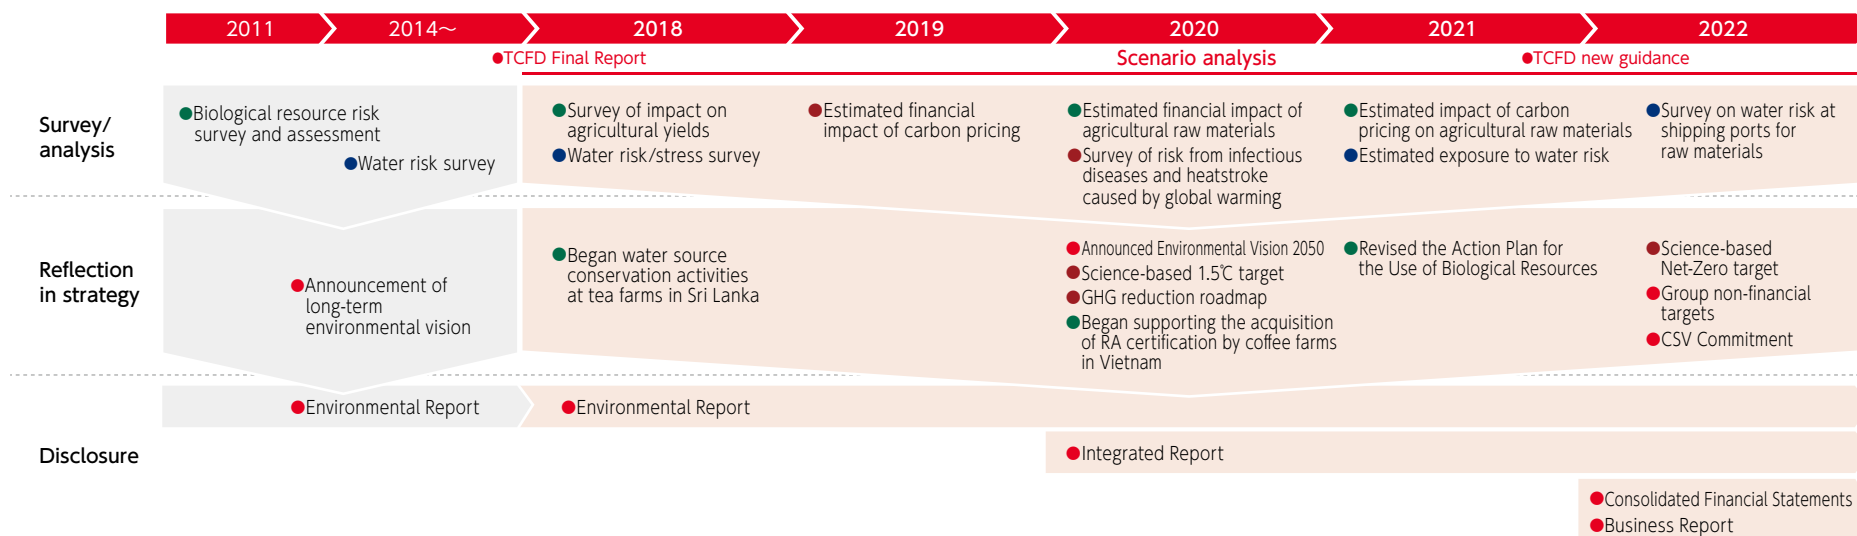 2011 2014～ 2018 2019 2020 2021 2022
●TCFD Final Report Scenario analysis ●TCFD new guidance
Survey/
analysis
●Biological resource risk
survey and assessment
●Water risk survey
●Survey of impact on
agricultural yields
●Water risk/stress survey
●Estimated financial
impact of carbon pricing
●Estimated financial impact of
agricultural raw materials
●Survey of risk from infectious
diseases and heatstroke
caused by global warming
●Estimated impact of carbon
pricing on agricultural raw materials
●Estimated exposure to water risk
●Survey on water risk at
shipping ports for
raw materials
Reflection
in strategy
●Announcement of
long-term
environmental vision
●Began water source
conservation activities
at tea farms in Sri Lanka
●Announced Environmental Vision 2050
●Science-based 1.5℃ target
●GHG reduction roadmap
●Began supporting the acquisition
of RA certification by coffee farms
in Vietnam
●Revised the Action Plan for
the Use of Biological Resources
●Science-based
Net-Zero target
●Group non-financial
targets
●CSV Commitment
Disclosure
●Environmental Report
●Environmental Report
●Integrated Report
●Consolidated Financial Statements
●Business Report